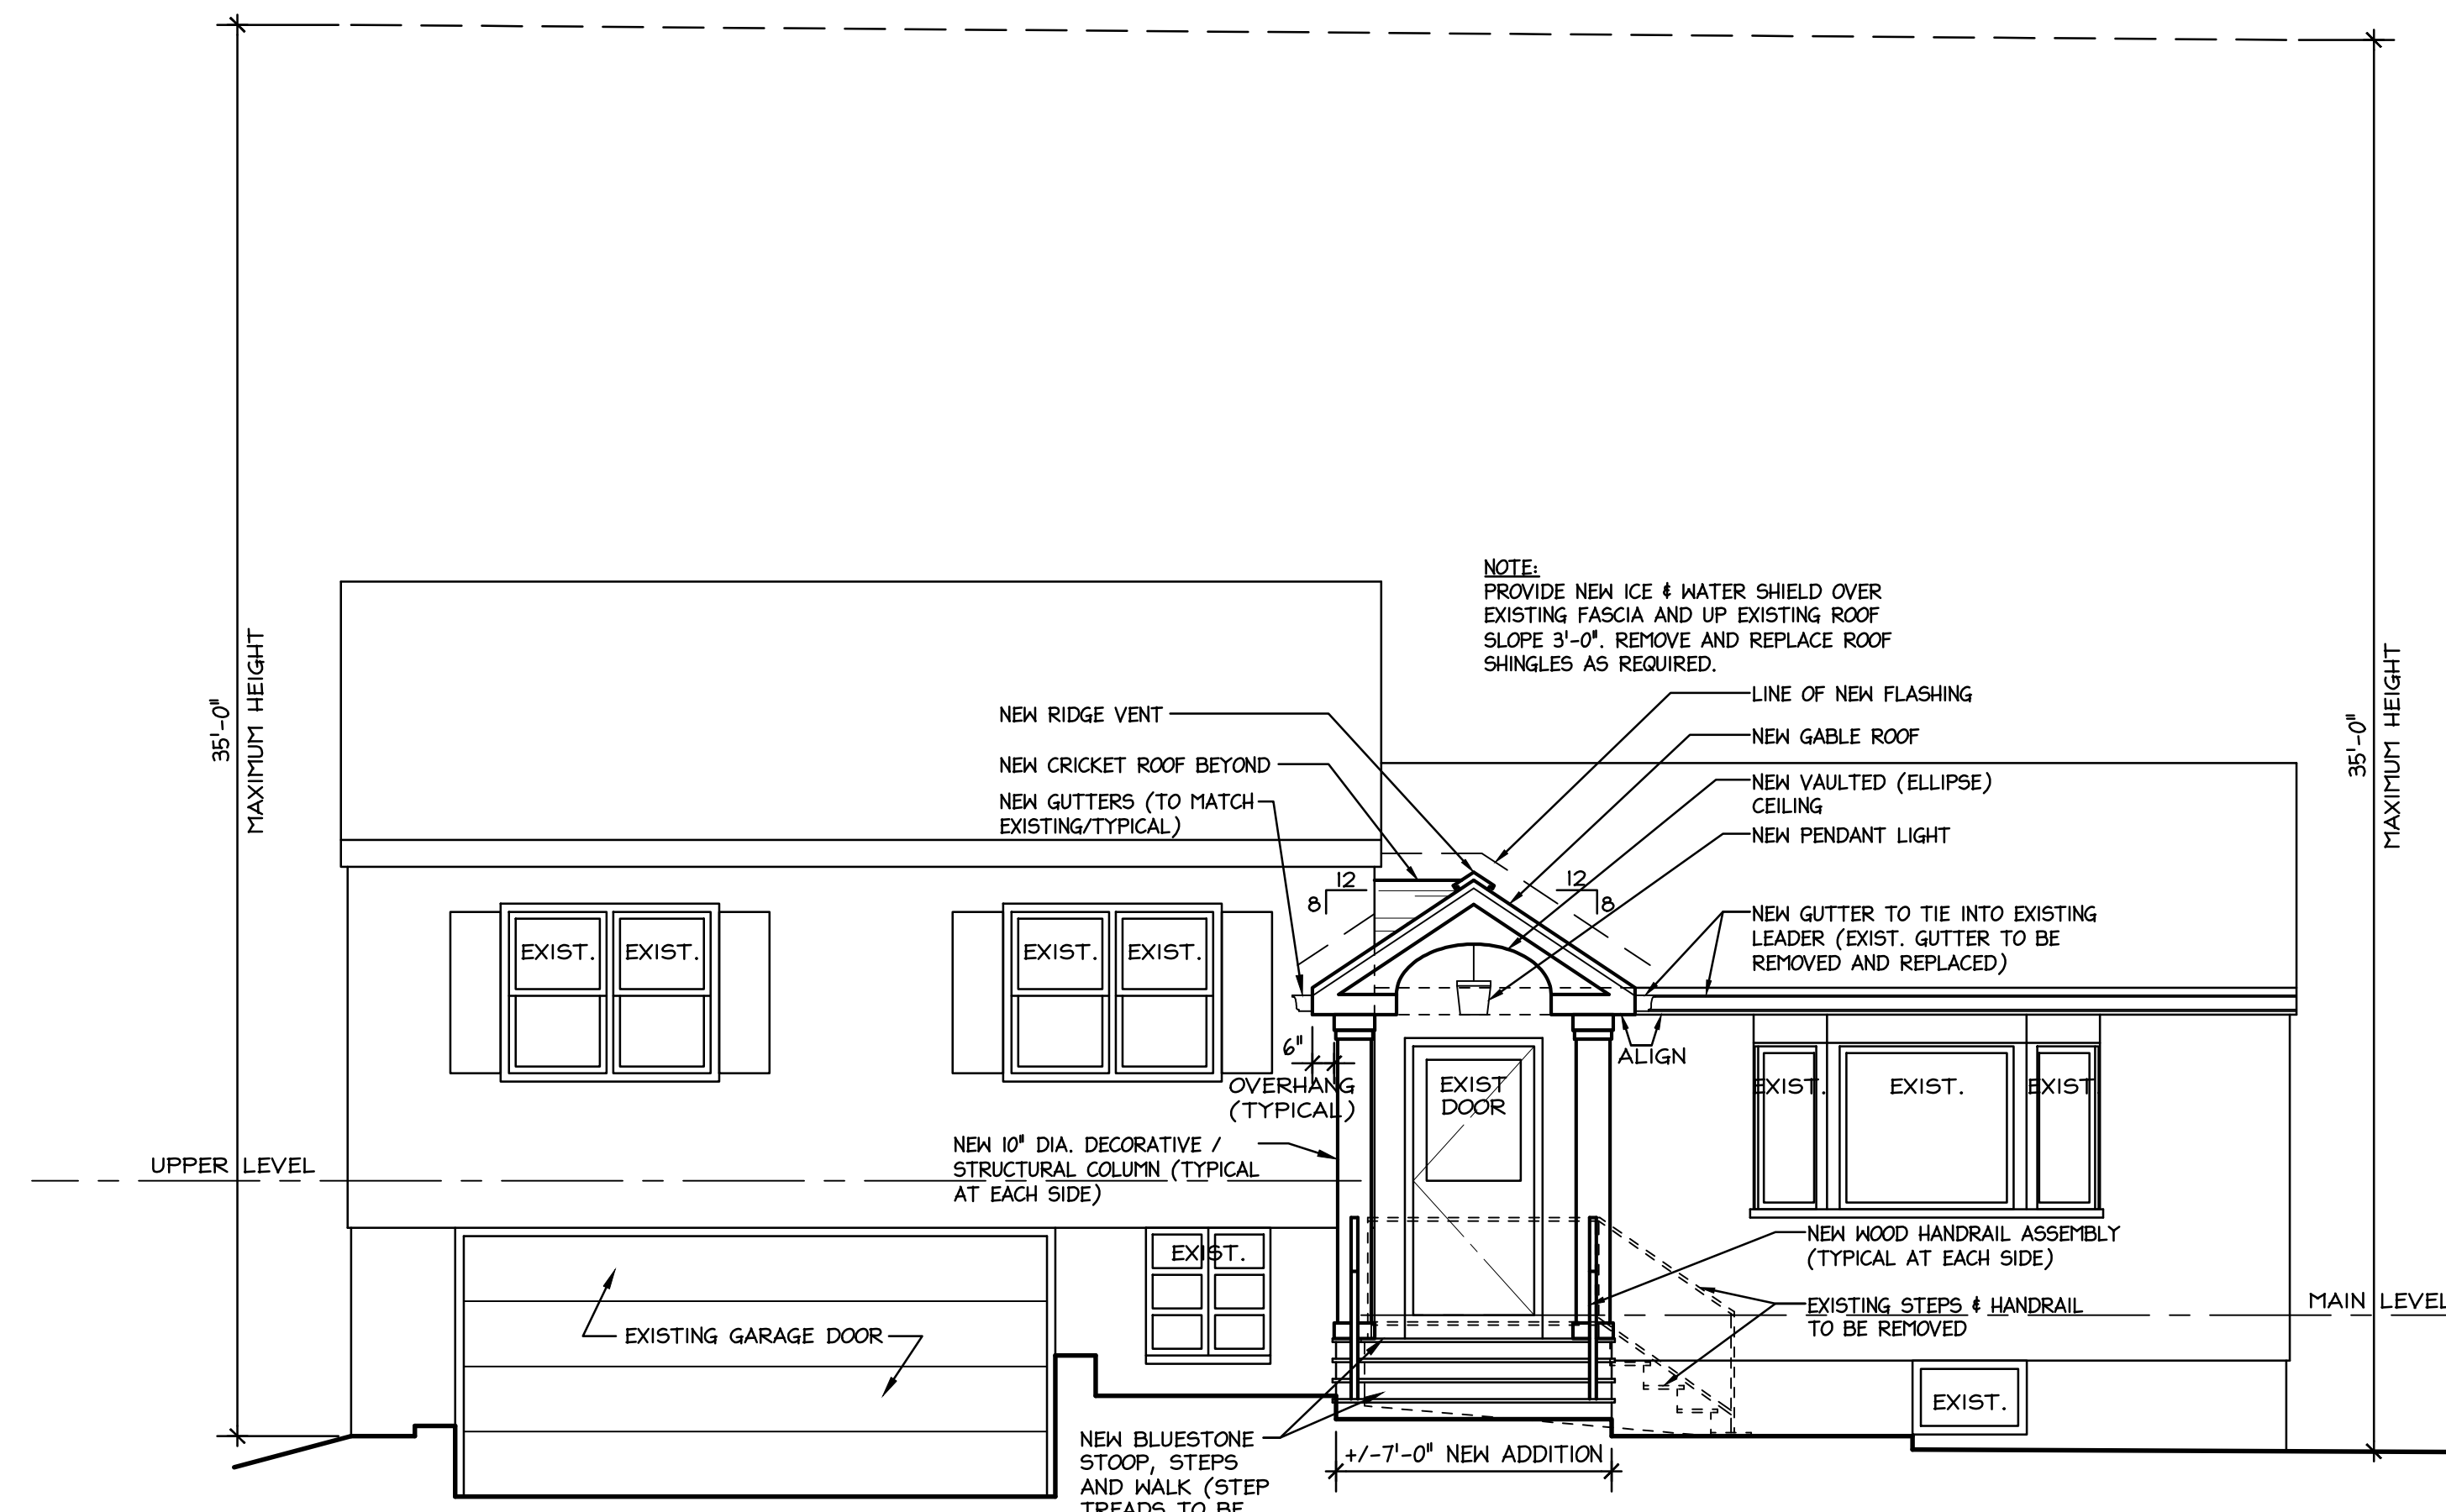 NOTE:
PROVIDE NEW ICE & WATER SHIELD OVER
EXISTING FASCIA AND UP EXISTING ROOF
SLOPE 3'-0". REMOVE AND REPLACE ROOF
SHINGLES AS REQUIRED.
35'-0"
MAXIMUM HEIGHT
35'-0"
MAXIMUM HEIGHT
NEW RIDGE VENT
NEW CRICKET ROOF BEYOND
NEW GUTTERS (TO MATCH
EXISTING/TYPICAL)
LINE OF NEW FLASHING
NEW GABLE ROOF
NEW VAULTED (ELLIPSE)
CEILING
NEW PENDANT LIGHT
12
8
12
8
NEW GUTTER TO TIE INTO EXISTING
LEADER (EXIST. GUTTER TO BE
REMOVED AND REPLACED)
EXIST.
EXIST.
EXIST.
EXIST.
6"
OVERHANG
(TYPICAL)
ALIGN
EXIST
DOOR
EXIST.
EXIST.
EXIST
NEW 10" DIA. DECORATIVE /
STRUCTURAL COLUMN (TYPICAL
AT EACH SIDE)
UPPER LEVEL
EXIST.
NEW WOOD HANDRAIL ASSEMBLY
(TYPICAL AT EACH SIDE)
EXISTING STEPS & HANDRAIL
TO BE REMOVED
MAIN LEVEL
EXISTING GARAGE DOOR
EXIST.
NEW BLUESTONE
STOOP, STEPS
AND WALK (STEP
TREADS TO BE
+/-7'-0" NEW ADDITION